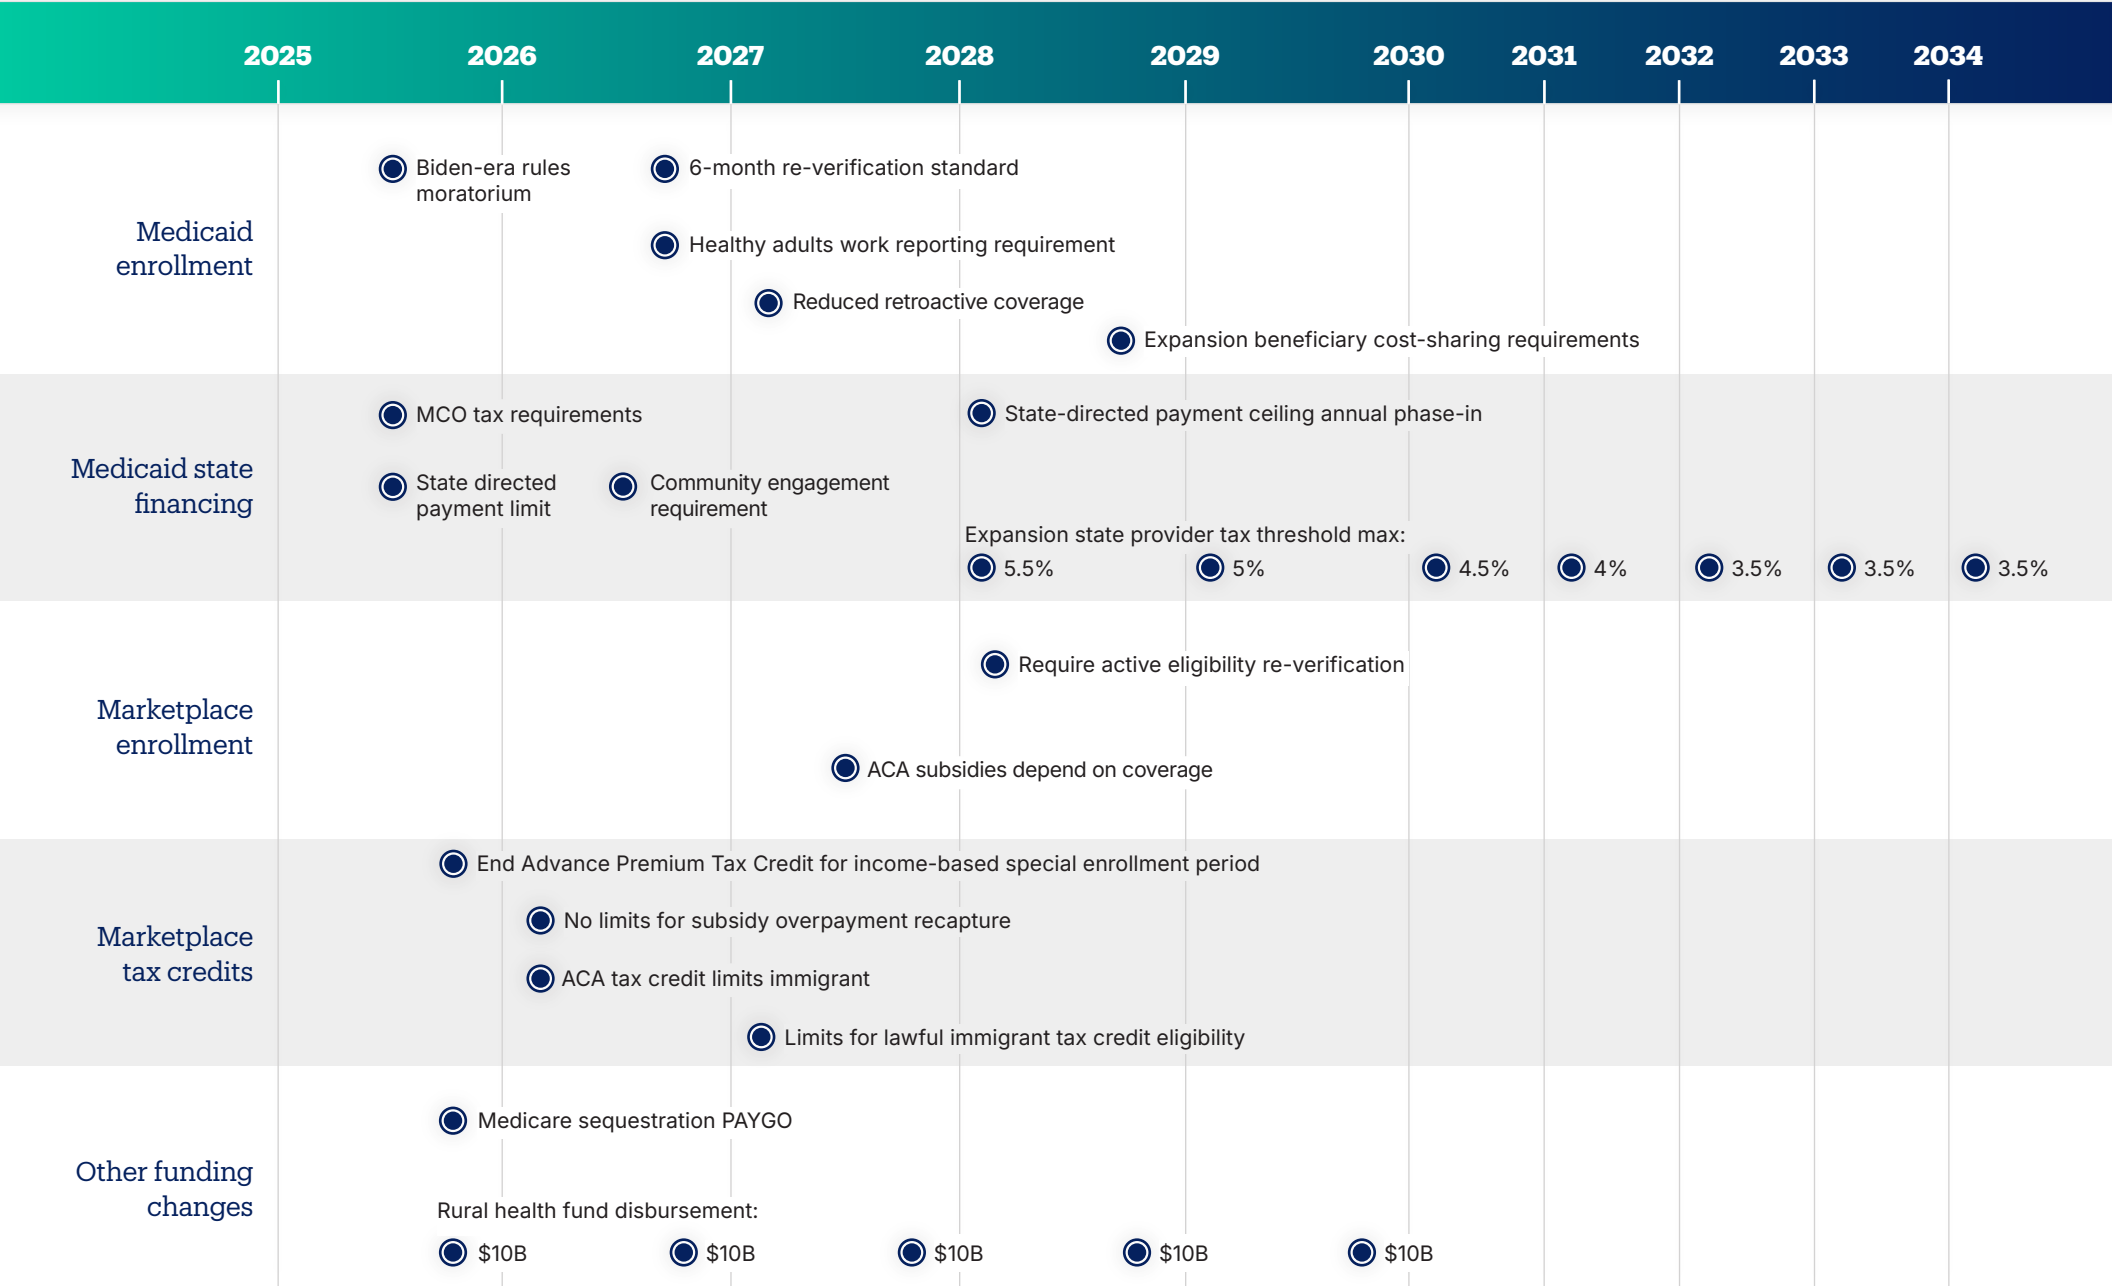 2025 2026 2027 2028 2029 2030 2031 2032 2033 2034
Medicaid
enrollment
Biden-era rules
moratorium
6-month re-verification standard
Healthy adults work reporting requirement
Reduced retroactive coverage
Expansion beneficiary cost-sharing requirements
Medicaid state
financing
MCO tax requirements
State-directed payment ceiling annual phase-in
State directed
payment limit
Community engagement
requirement
Expansion state provider tax threshold max:
5.5% 5% 4.5% 4% 3.5% 3.5% 3.5%
Marketplace
enrollment
Require active eligibility re-verification
ACA subsidies depend on coverage
Marketplace
tax credits
End Advance Premium Tax Credit for income-based special enrollment period
No limits for subsidy overpayment recapture
ACA tax credit limits immigrant
Limits for lawful immigrant tax credit eligibility
Other funding
changes
Medicare sequestration PAYGO
Rural health fund disbursement:
$10B $10B $10B $10B $10B